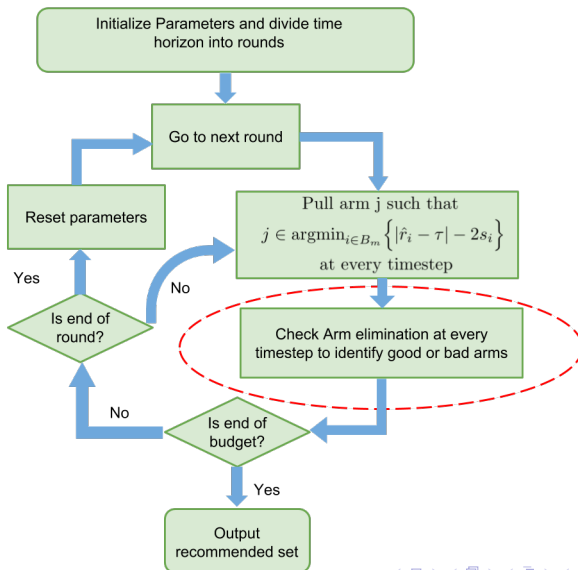 Initialize Parameters and divide time
horizon into rounds
Go to next round
Reset parameters
Pull arm j such that
j ∈ argmin_{i∈B_m} {|r̂_i − τ| − 2s_i}
at every timestep
Yes
No
Is end of
round?
Check Arm elimination at every
timestep to identify good or bad arms
No
Is end of
budget?
Yes
Output
recommended set